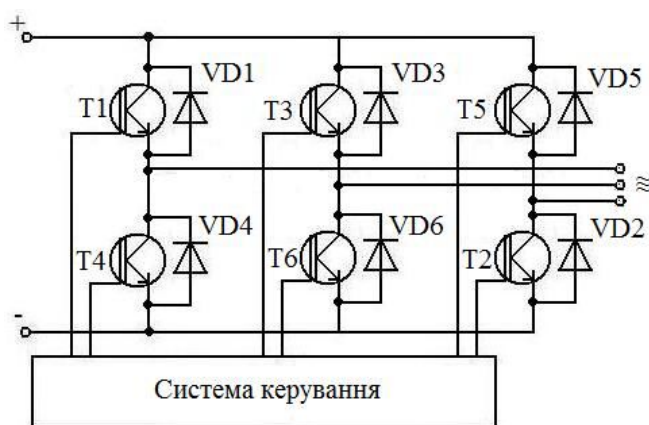 +
VD1
VD3
VD5
T1
T3
T5
≋
VD4
VD6
VD2
T4
T6
T2
-
Система керування